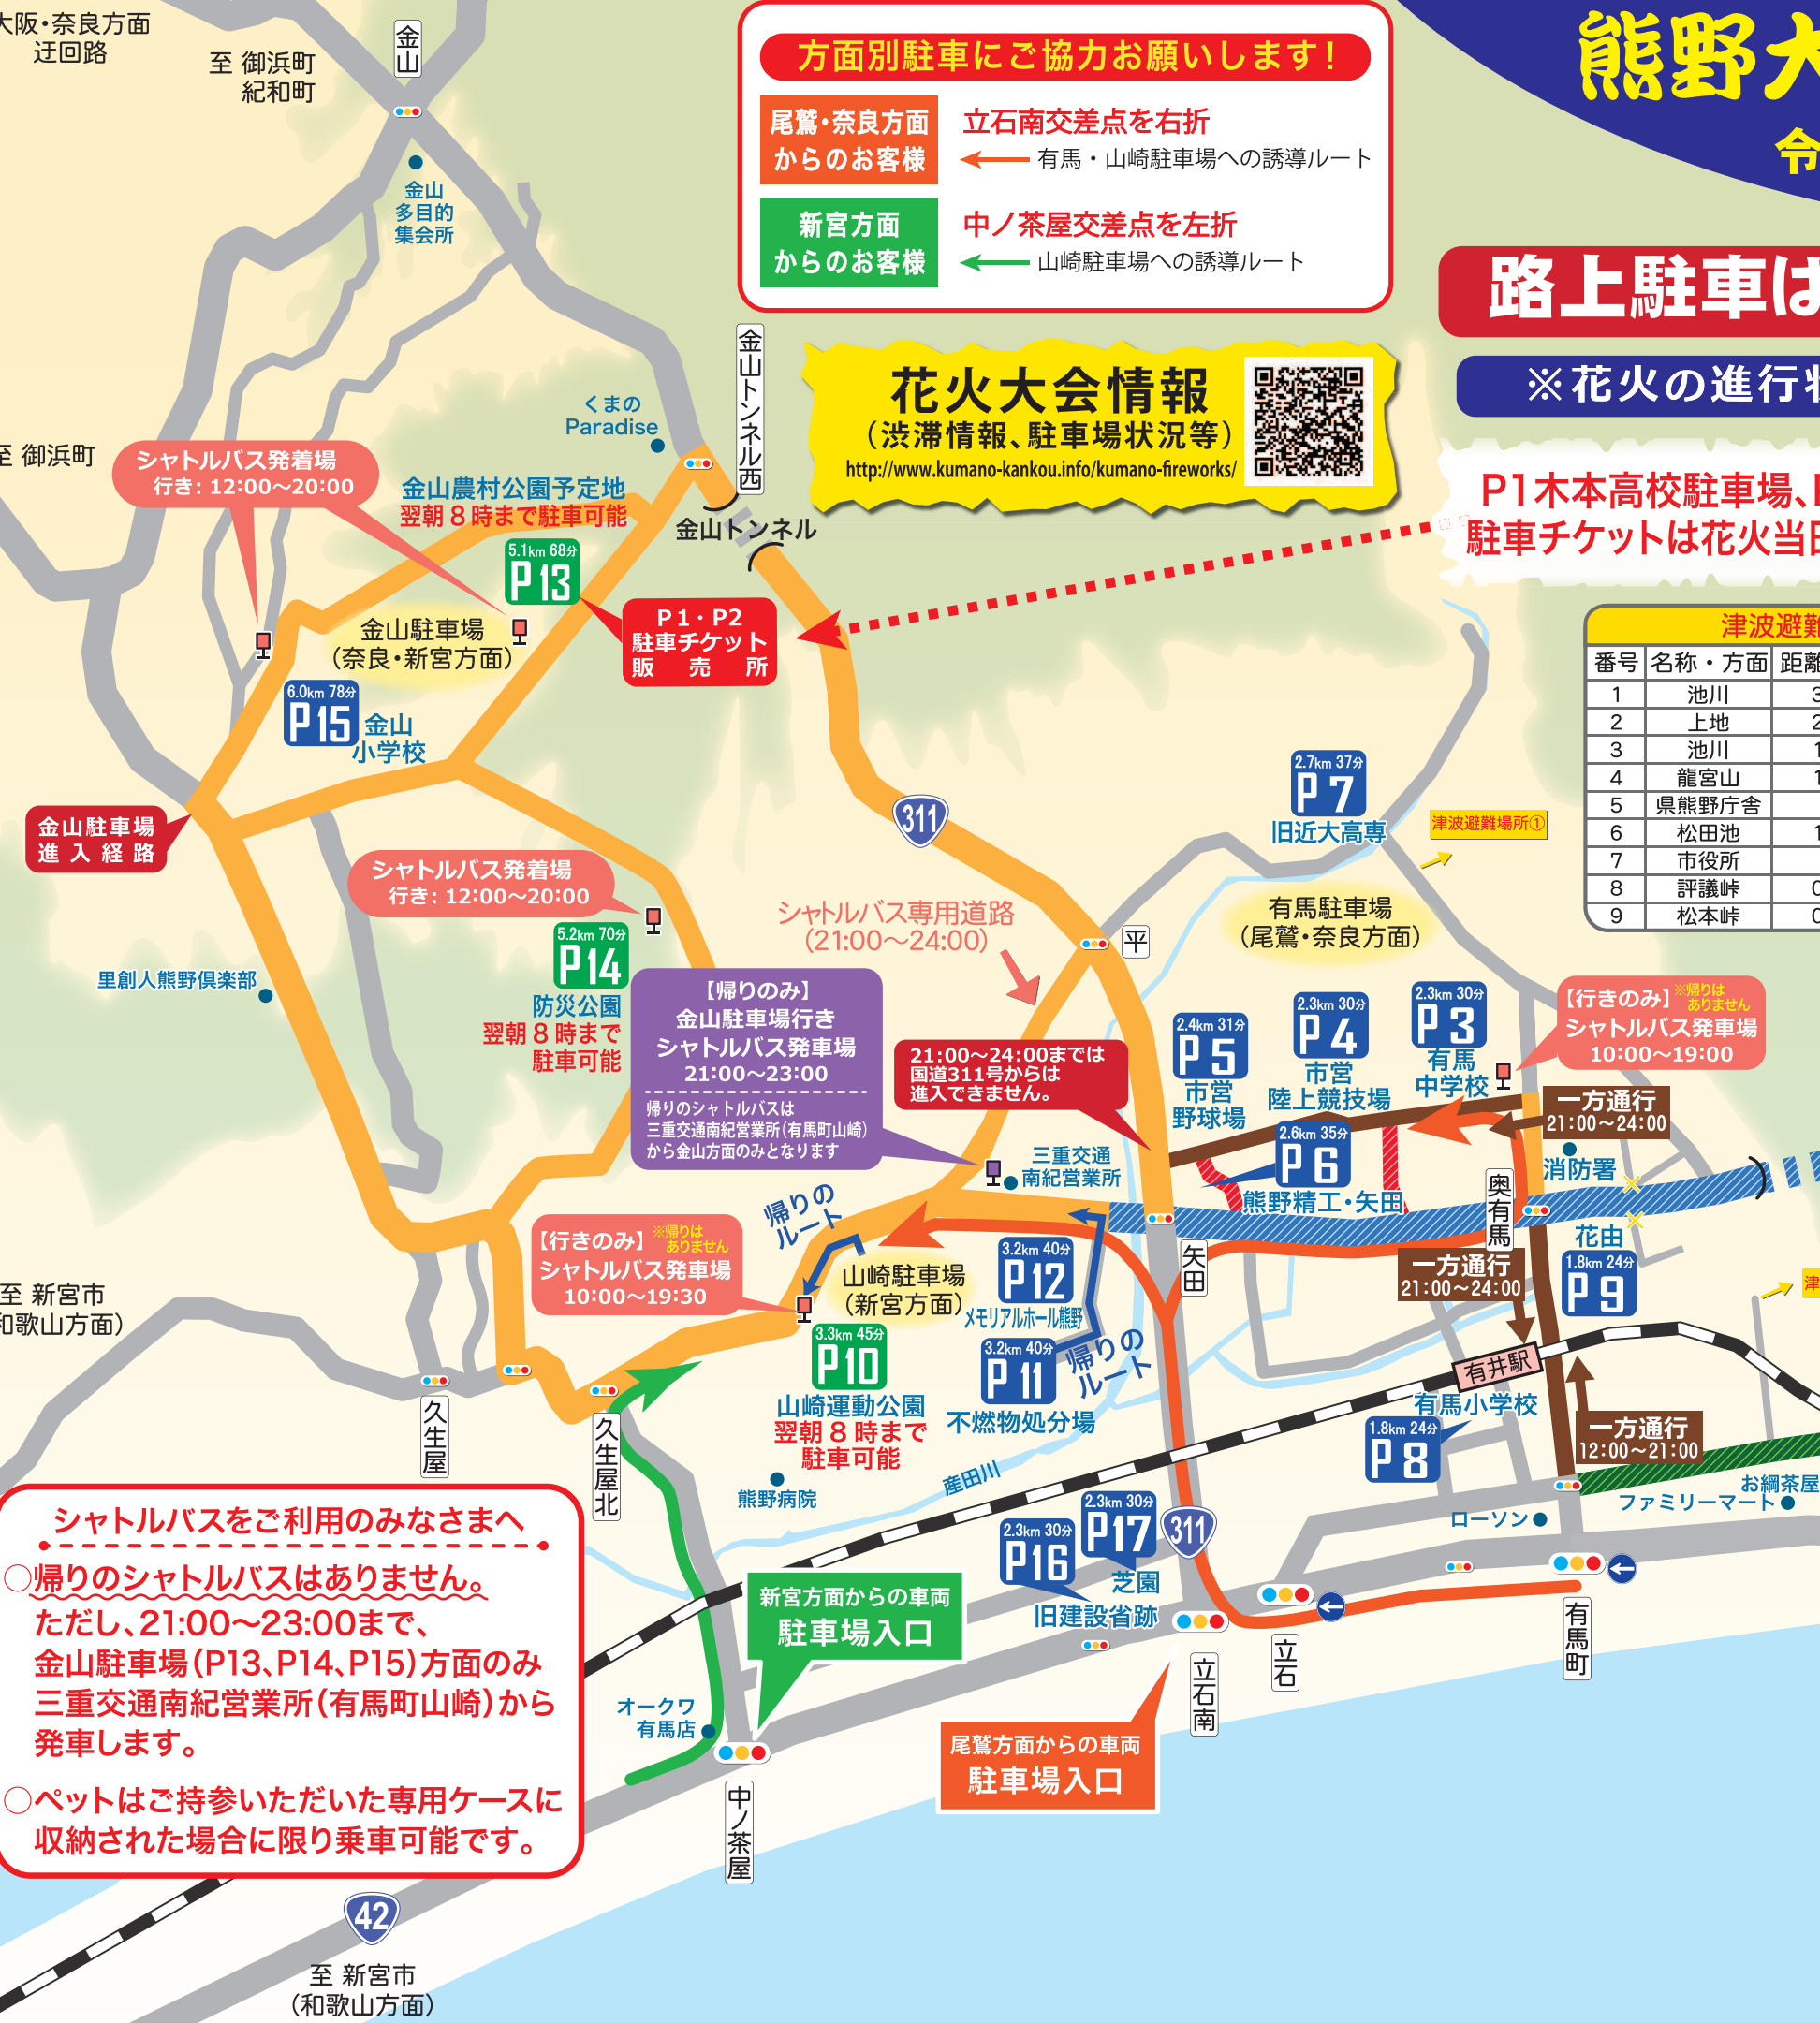 大阪・奈良方面
迂回路
至 御浜町
紀和町
金山
金山
多目的
集会所
方面別駐車にご協力お願いします！
尾鷲・奈良方面
からのお客様
立石南交差点を右折
有馬・山崎駐車場への誘導ルート
新宮方面
からのお客様
中ノ茶屋交差点を左折
山崎駐車場への誘導ルート
熊野大
令
路上駐車は
※花火の進行状
花火大会情報
（渋滞情報、駐車場状況等）
http://www.kumano-kankou.info/kumano-fireworks/
P1木本高校駐車場、
駐車チケットは花火当日
津波避難
番号 名称・方面 距離
1 池川 3
2 上地 2
3 池川 1
4 龍宮山 1
5 県熊野庁舎
6 松田池 1
7 市役所
8 評議峠 0
9 松本峠 0
至 御浜町
くまの
Paradise
金山トンネル西
金山トンネル
シャトルバス発着場
行き：12:00〜20:00
金山農村公園予定地
翌朝８時まで駐車可能
5.1km 68分
P13
金山駐車場
（奈良・新宮方面）
P1・P2
駐車チケット
販売所
6.0km 78分
P15
金山
小学校
金山駐車場
進入経路
311
2.7km 37分
P7
旧近大高専
津波避難場所①
シャトルバス発着場
行き：12:00〜20:00
5.2km 70分
P14
防災公園
翌朝８時まで
駐車可能
里創人熊野倶楽部
シャトルバス専用道路
（21:00〜24:00）
平
有馬駐車場
（尾鷲・奈良方面）
【帰りのみ】
金山駐車場行き
シャトルバス発車場
21:00〜23:00
帰りのシャトルバスは
三重交通南紀営業所（有馬町山崎）
から金山方面のみとなります
21:00〜24:00までは
国道311号からは
進入できません。
2.4km 31分
P5
市営
野球場
2.3km 30分
P4
市営
陸上競技場
2.3km 30分
P3
有馬
中学校
【行きのみ】※帰りは
ありません
シャトルバス発車場
10:00〜19:00
一方通行
21:00〜24:00
消防署
2.6km 35分
P6
熊野精工・矢田
三重交通
南紀営業所
奥有馬
花由
1.8km 24分
P9
一方通行
21:00〜24:00
津
矢田
帰りの
ルート
【行きのみ】※帰りは
ありません
シャトルバス発車場
10:00〜19:30
山崎駐車場
（新宮方面）
3.2km 40分
P12
メモリアルホール熊野
3.3km 45分
P10
山崎運動公園
翌朝８時まで
駐車可能
3.2km 40分
P11
不燃物処分場
帰りの
ルート
有井駅
有馬小学校
1.8km 24分
P8
一方通行
12:00〜21:00
至 新宮市
（和歌山方面）
久生屋
久生屋北
熊野病院
産田川
お綱茶屋
ファミリーマート
ローソン
2.3km 30分
P17
芝園
2.3km 30分
P16
旧建設省跡
311
シャトルバスをご利用のみなさまへ
○帰りのシャトルバスはありません。
ただし、21:00〜23:00まで、
金山駐車場（P13、P14、P15）方面のみ
三重交通南紀営業所（有馬町山崎）から
発車します。
○ペットはご持参いただいた専用ケースに
収納された場合に限り乗車可能です。
新宮方面からの車両
駐車場入口
オークワ
有馬店
中ノ茶屋
尾鷲方面からの車両
駐車場入口
立石南
立石
有馬町
42
至 新宮市
（和歌山方面）